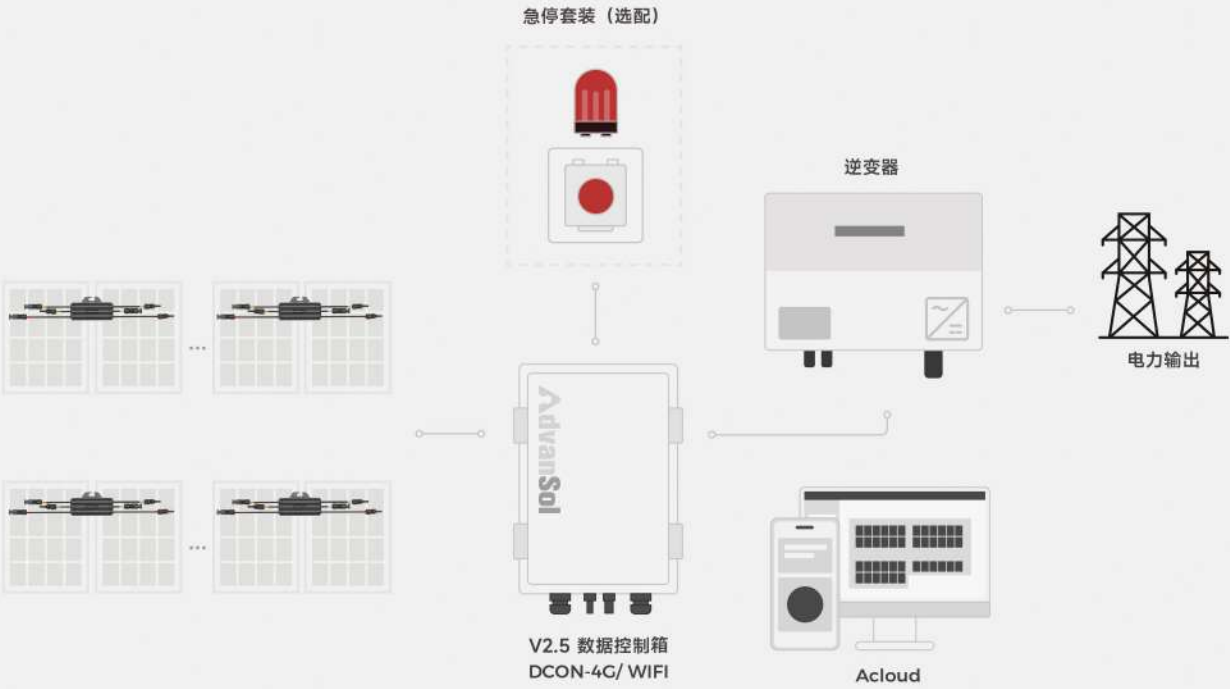 急停套装（选配）
逆变器
电力输出
AdvanSol
V2.5 数据控制箱
DCON-4G/ WIFI
Acloud